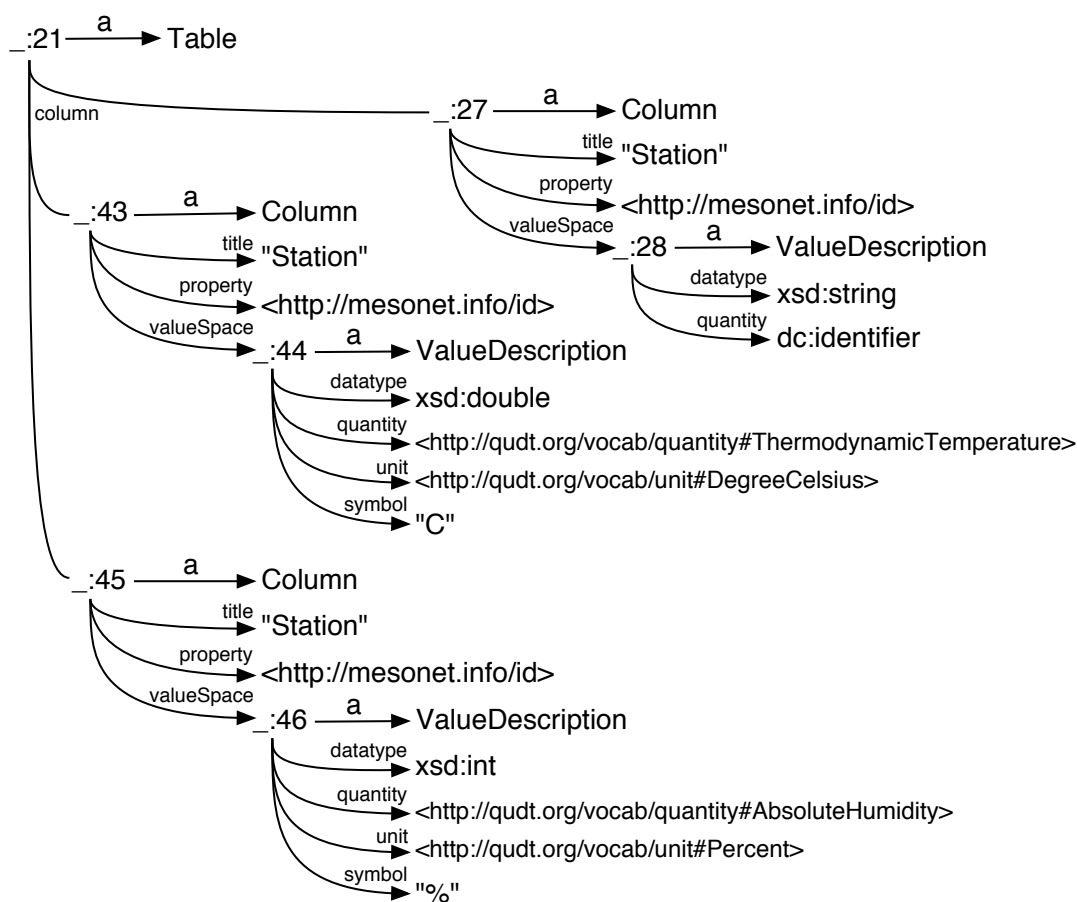 _:21 a Table
column
_:27 a Column
title "Station"
property <http://mesonet.info/id>
valueSpace _:28 a ValueDescription
datatype xsd:string
quantity dc:identifier
_:43 a Column
title "Station"
property <http://mesonet.info/id>
valueSpace _:44 a ValueDescription
datatype xsd:double
quantity <http://qudt.org/vocab/quantity#ThermodynamicTemperature>
unit <http://qudt.org/vocab/unit#DegreeCelsius>
symbol "C"
_:45 a Column
title "Station"
property <http://mesonet.info/id>
valueSpace _:46 a ValueDescription
datatype xsd:int
quantity <http://qudt.org/vocab/quantity#AbsoluteHumidity>
unit <http://qudt.org/vocab/unit#Percent>
symbol "%"